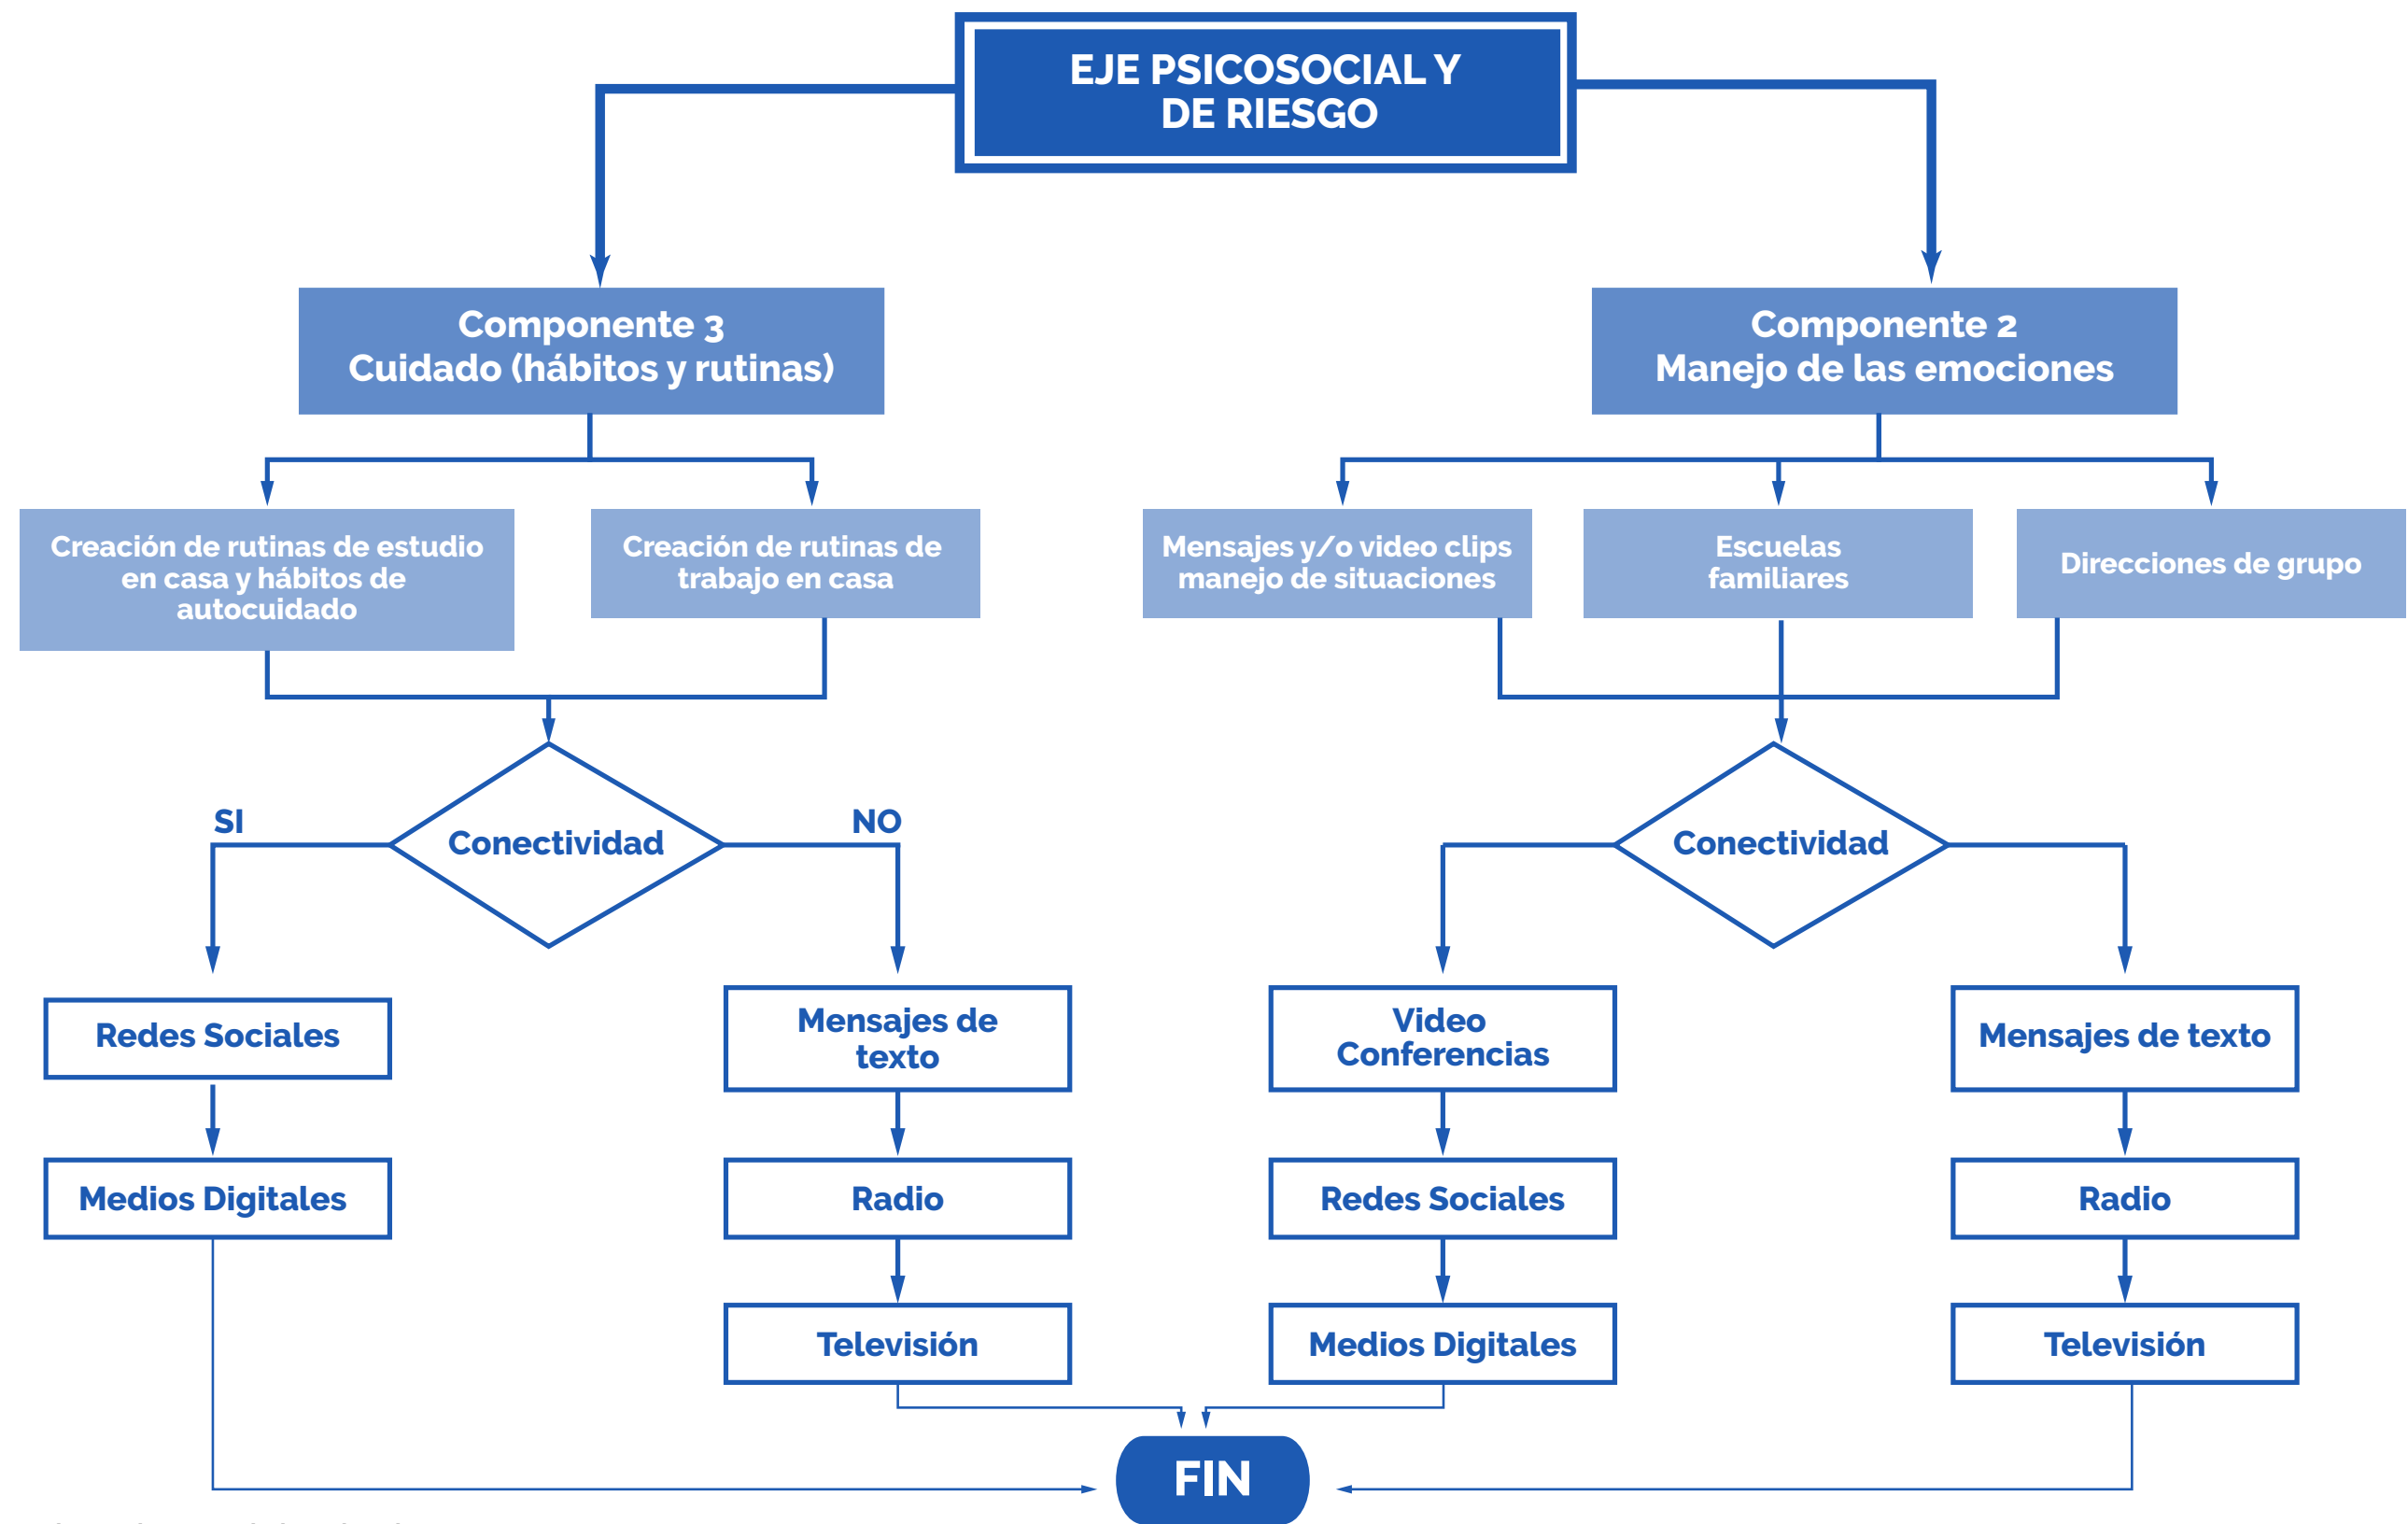 EJE PSICOSOCIAL Y
DE RIESGO
Componente 3
Cuidado (hábitos y rutinas)
Componente 2
Manejo de las emociones
Creación de rutinas de estudio
en casa y hábitos de
autocuidado
Creación de rutinas de
trabajo en casa
Mensajes y/o video clips
manejo de situaciones
Escuelas
familiares
Direcciones de grupo
SI
Conectividad
NO
Conectividad
Redes Sociales
Mensajes de
texto
Video
Conferencias
Mensajes de texto
Medios Digitales
Radio
Redes Sociales
Radio
Televisión
Medios Digitales
Televisión
FIN